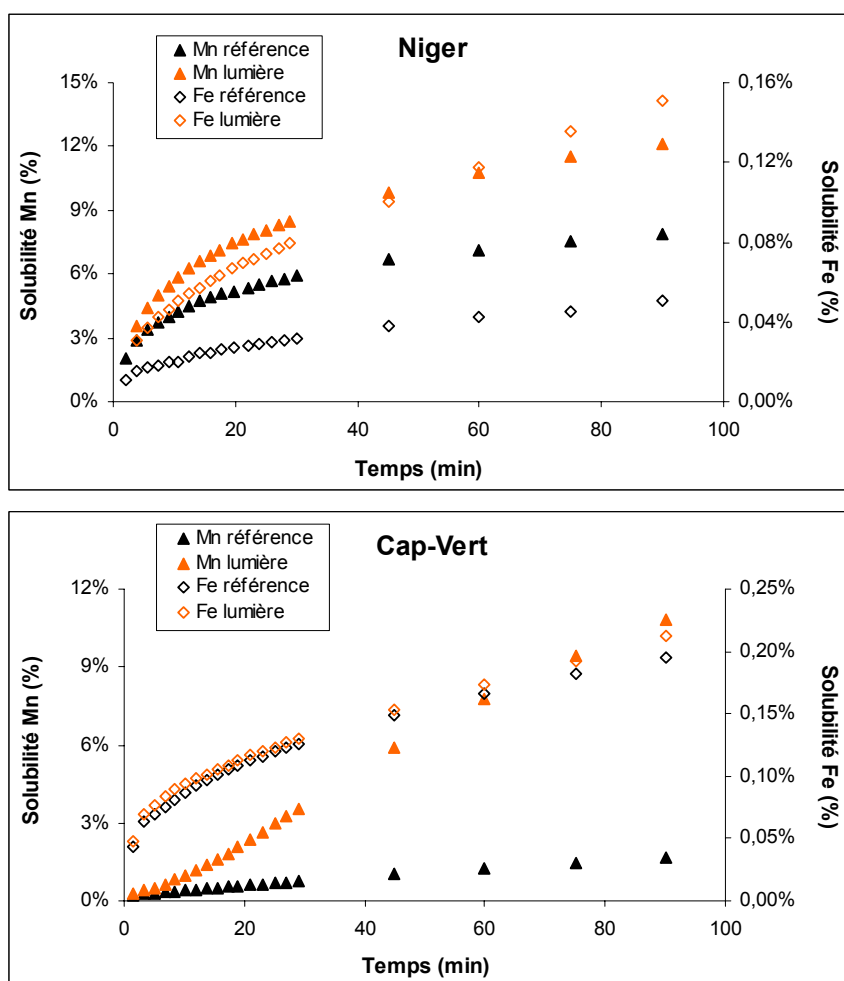 Niger
Mn référence
Mn lumière
Fe référence
Fe lumière
Solubilité Mn (%)
15%
12%
9%
6%
3%
0%
0,16%
0,12%
0,08%
0,04%
0,00%
Solubilité Fe (%)
0 20 40 60 80 100
Temps (min)
Cap-Vert
Mn référence
Mn lumière
Fe référence
Fe lumière
Solubilité Mn (%)
12%
9%
6%
3%
0%
0,25%
0,20%
0,15%
0,10%
0,05%
0,00%
Solubilité Fe (%)
0 20 40 60 80 100
Temps (min)